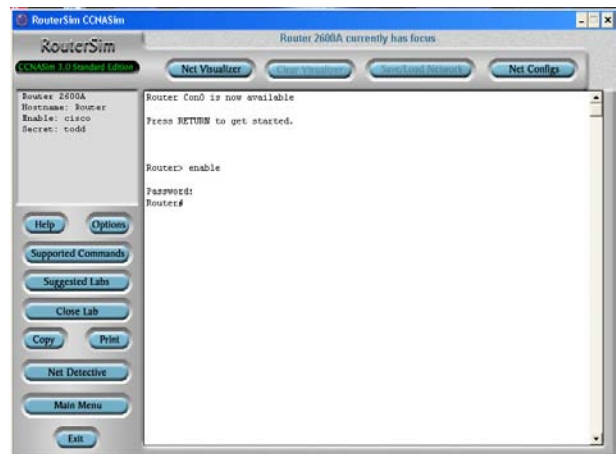 RouterSim CCNASim
RouterSim
Router 2600A currently has focus
CCNASim 3.0 Standard Edition
Net Visualizer
Clear Visualizer
Save/Load Network
Net Configs
Router 2600A
Hostname: Router
Enable: cisco
Secret: todd
Router Con0 is now available
Press RETURN to get started.
Router> enable
Password:
Router#
Help
Options
Supported Commands
Suggested Labs
Close Lab
Copy
Print
Net Detective
Main Menu
Exit